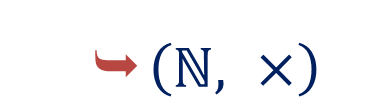 (ℕ, ×)